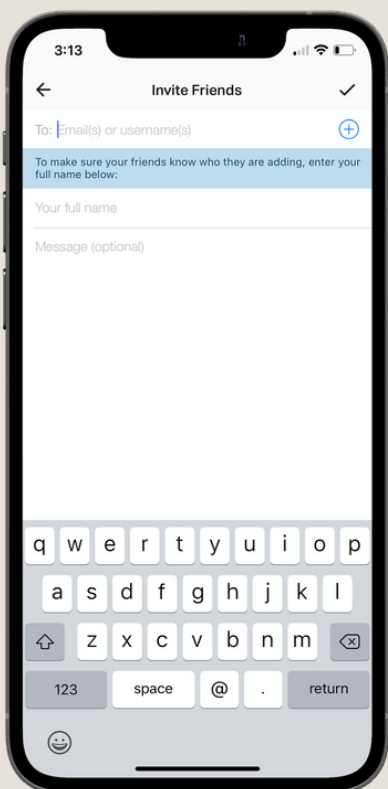 3:13
Invite Friends
To: Email(s) or username(s)
To make sure your friends know who they are adding, enter your
full name below:
Your full name
Message (optional)
q w e r t y u i o p
a s d f g h j k l
z x c v b n m
123 space @ . return